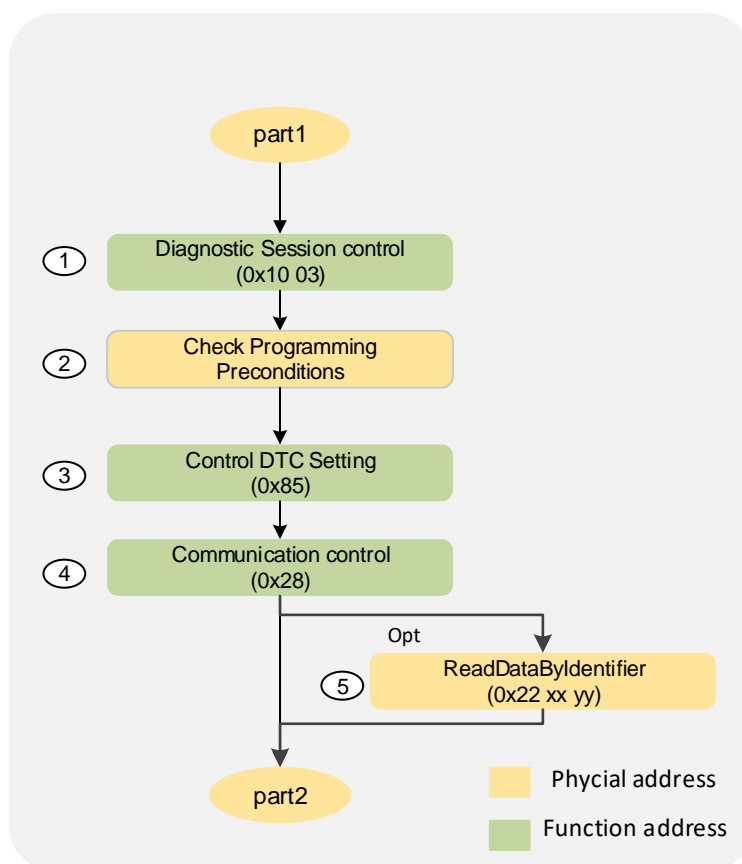 part1
1
Diagnostic Session control
(0x10 03)
2
Check Programming
Preconditions
3
Control DTC Setting
(0x85)
4
Communication control
(0x28)
Opt
5
ReadDataByIdentifier
(0x22 xx yy)
part2
Phycial address
Function address